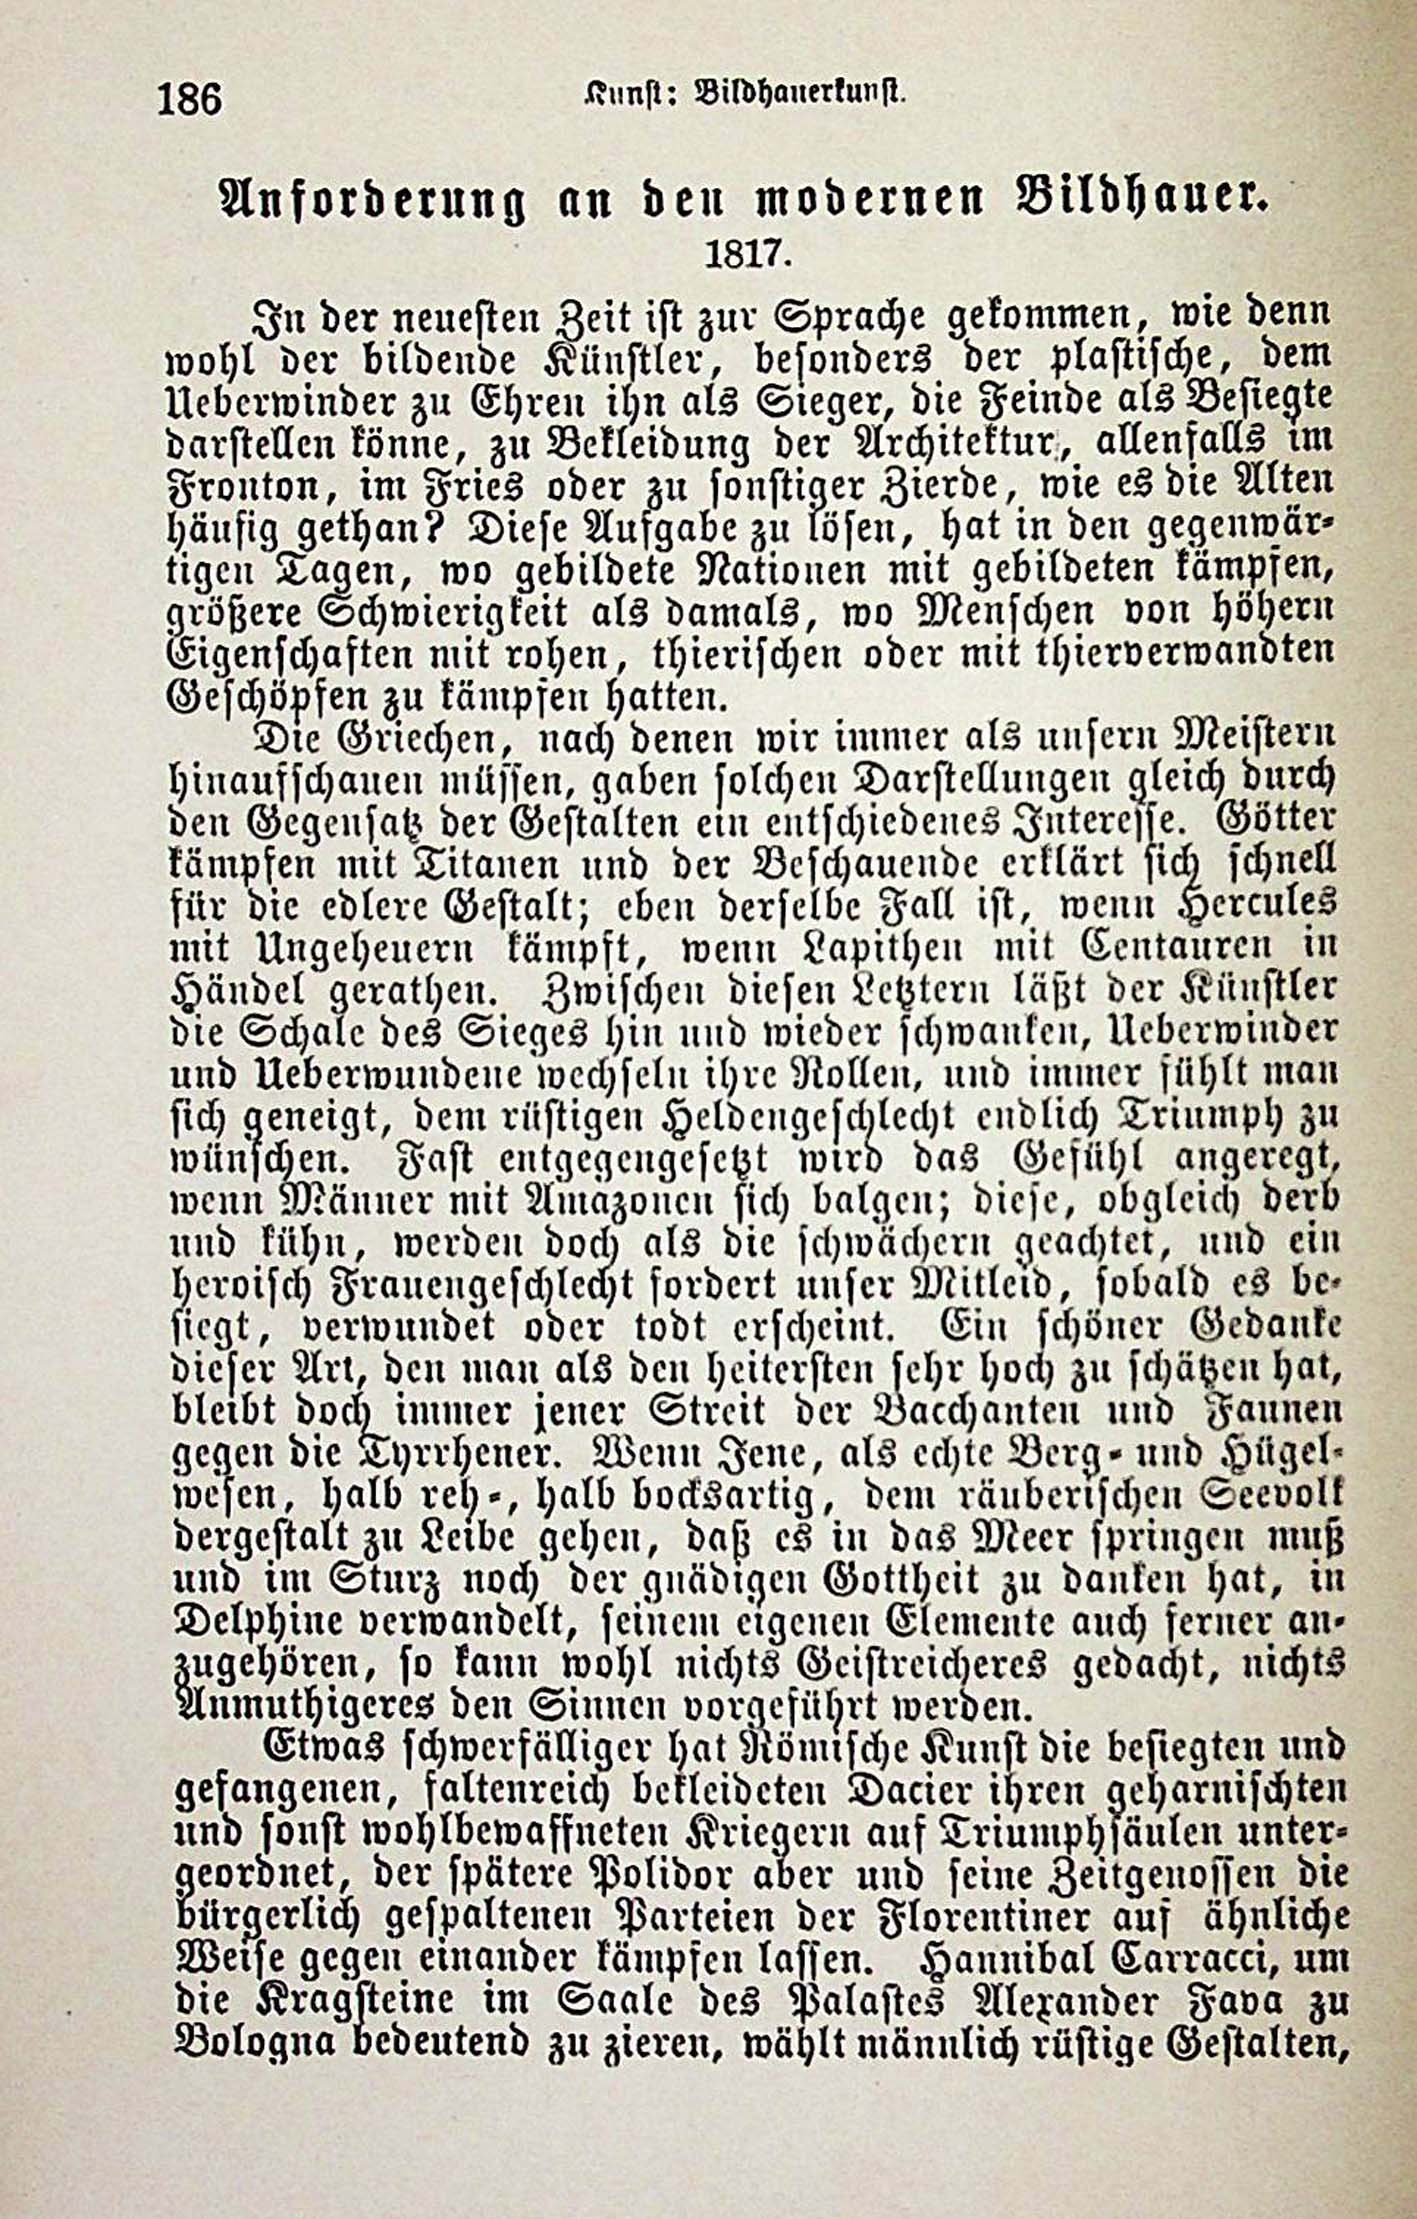 186
Kunst: Bildhauerkunst.
Anforderung an den modernen Bildhauer.
1817.
In der neuesten Zeit ist zur Sprache gekommen, wie denn
wohl der bildende Künstler, besonders der plastische, dem
Ueberwinder zu Ehren ihn als Sieger, die Feinde als Besiegte
darstellen könne, zu Bekleidung der Architektur, allenfalls im
Fronton, im Fries oder zu sonstiger Zierde, wie es die Alten
häufig gethan? Diese Aufgabe zu lösen, hat in den gegenwär-
tigen Tagen, wo gebildete Nationen mit gebildeten kämpfen,
größere Schwierigkeit als damals, wo Menschen von höhern
Eigenschaften mit rohen, thierischen oder mit thierverwandten
Geschöpfen zu kämpfen hatten.
Die Griechen, nach denen wir immer als unsern Meistern
hinaufschauen müssen, gaben solchen Darstellungen gleich durch
den Gegensatz der Gestalten ein entschiedenes Interesse. Götter
kämpfen mit Titanen und der Beschauende erklärt sich schnell
für die edlere Gestalt; eben derselbe Fall ist, wenn Hercules
mit Ungeheuern kämpft, wenn Lapithen mit Centauren in
Händel gerathen. Zwischen diesen Letztern läßt der Künstler
die Schale des Sieges hin und wieder schwanken, Ueberwinder
und Ueberwundene wechseln ihre Rollen, und immer fühlt man
sich geneigt, dem rüstigen Heldengeschlecht endlich Triumph zu
wünschen. Fast entgegengesetzt wird das Gefühl angeregt,
wenn Männer mit Amazonen sich balgen; diese, obgleich derb
und kühn, werden doch als die schwächern geachtet, und ein
heroisch Frauengeschlecht fordert unser Mitleid, sobald es be-
siegt, verwundet oder todt erscheint. Ein schöner Gedanke
dieser Art, den man als den heitersten sehr hoch zu schätzen hat,
bleibt doch immer jener Streit der Bacchanten und Faunen
gegen die Tyrrhener. Wenn Jene, als echte Berg- und Hügel-
wesen, halb reh-, halb bocksartig, dem räuberischen Seevolk
dergestalt zu Leibe gehen, daß es in das Meer springen muß
und im Sturz noch der gnädigen Gottheit zu danken hat, in
Delphine verwandelt, seinem eigenen Elemente auch ferner an-
zugehören, so kann wohl nichts Geistreicheres gedacht, nichts
Anmuthigeres den Sinnen vorgeführt werden.
Etwas schwerfälliger hat Römische Kunst die besiegten und
gefangenen, faltenreich bekleideten Dacier ihren geharnischten
und sonst wohlbewaffneten Kriegern auf Triumphsäulen unter-
geordnet, der spätere Polidor aber und seine Zeitgenossen die
bürgerlich gespaltenen Parteien der Florentiner auf ähnliche
Weise gegen einander kämpfen lassen. Hannibal Carracci, um
die Kragsteine im Saale des Palastes Alexander Fava zu
Bologna bedeutend zu zieren, wählt männlich rüstige Gestalten,